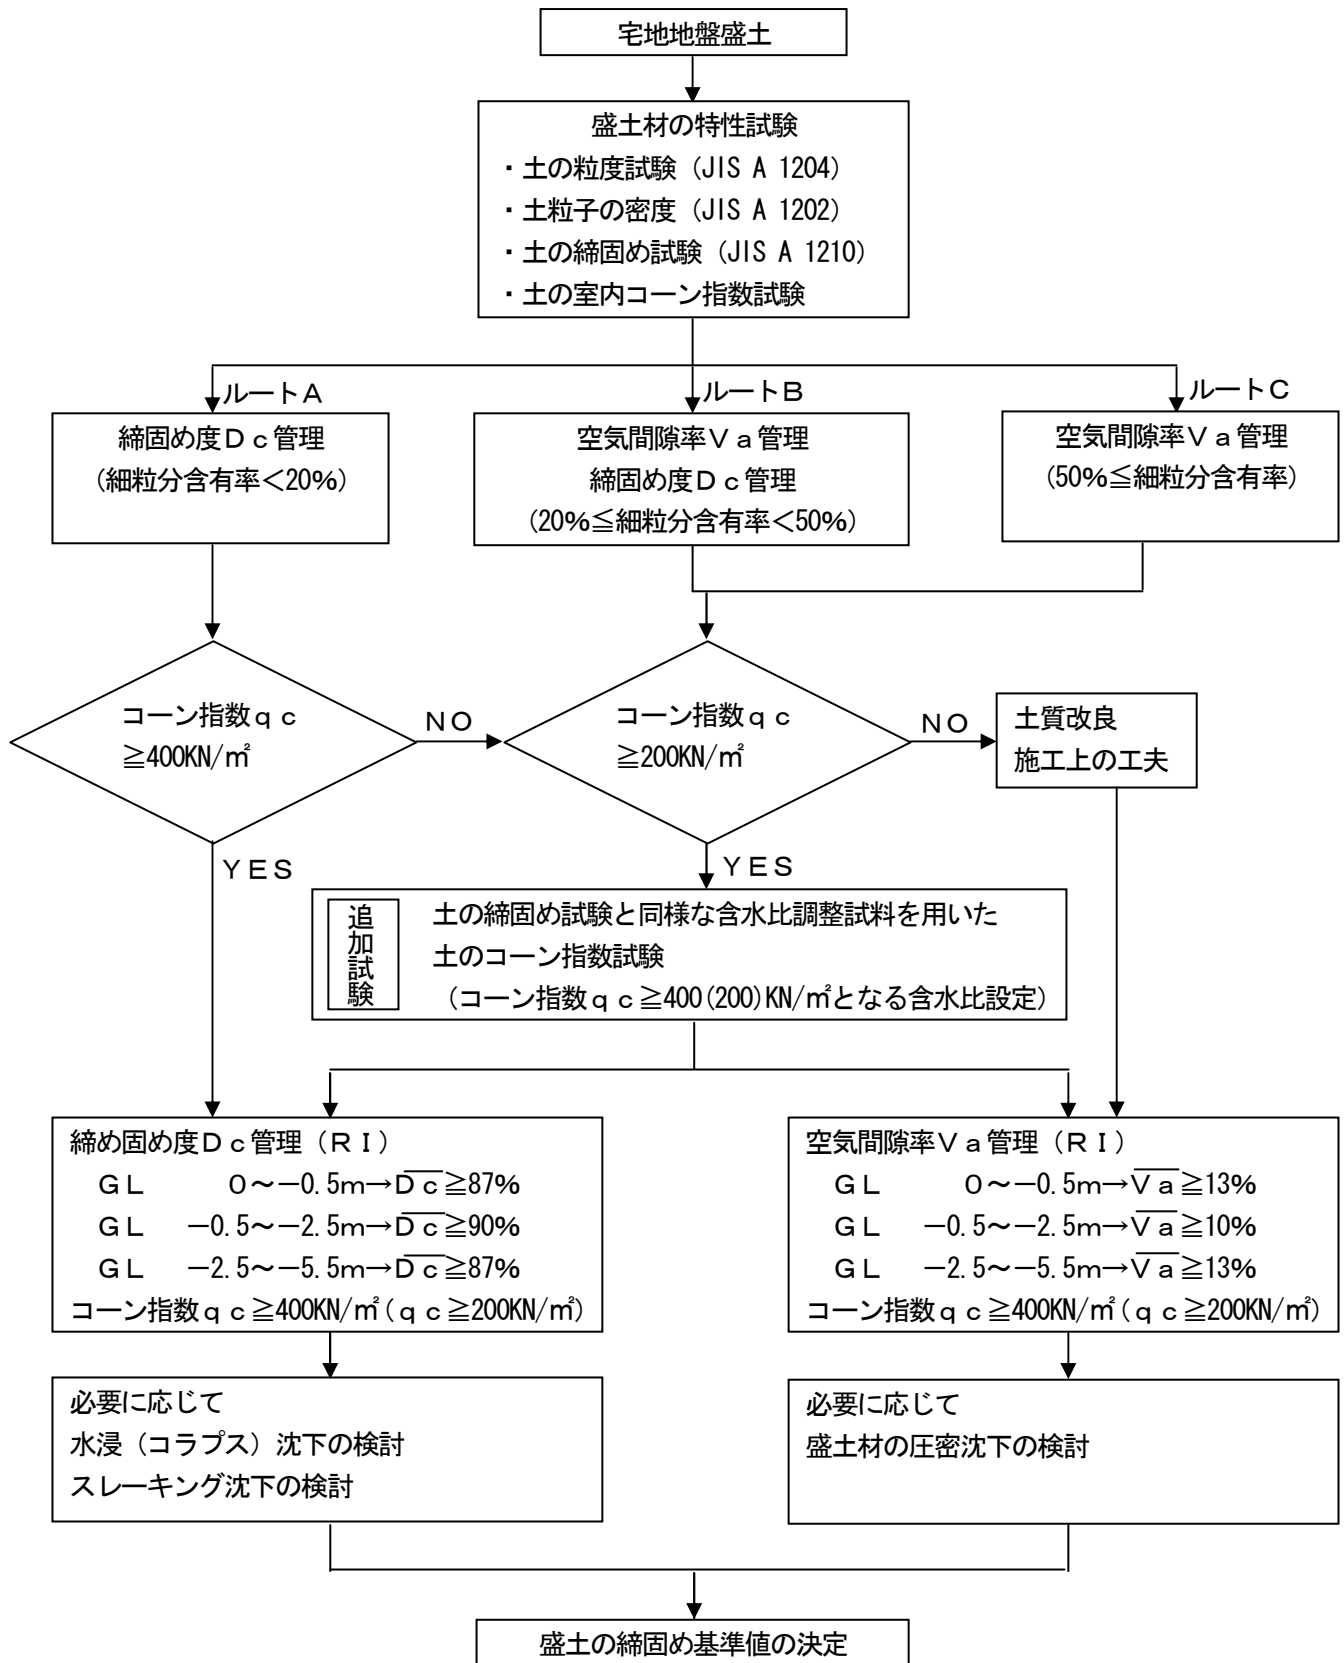 宅地地盤盛土
盛土材の特性試験
・土の粒度試験（JIS A 1204）
・土粒子の密度（JIS A 1202）
・土の締固め試験（JIS A 1210）
・土の室内コーン指数試験
ルートＡ
ルートＢ
ルートＣ
締固め度Ｄｃ管理
（細粒分含有率＜20%）
空気間隙率Ｖａ管理
締固め度Ｄｃ管理
（20%≦細粒分含有率＜50%）
空気間隙率Ｖａ管理
（50%≦細粒分含有率）
コーン指数ｑｃ
≧400KN/㎡
ＮＯ
コーン指数ｑｃ
≧200KN/㎡
ＮＯ
土質改良
施工上の工夫
ＹＥＳ
ＹＥＳ
追加試験
土の締固め試験と同様な含水比調整試料を用いた
土のコーン指数試験
（コーン指数ｑｃ≧400(200)KN/㎡となる含水比設定）
締め固め度Ｄｃ管理（ＲＩ）
ＧＬ　０～－0.5ｍ→Ｄｃ≧87%
ＧＬ　－0.5～－2.5ｍ→Ｄｃ≧90%
ＧＬ　－2.5～－5.5ｍ→Ｄｃ≧87%
コーン指数ｑｃ≧400KN/㎡（ｑｃ≧200KN/㎡）
空気間隙率Ｖａ管理（ＲＩ）
ＧＬ　０～－0.5ｍ→Ｖａ≧13%
ＧＬ　－0.5～－2.5ｍ→Ｖａ≧10%
ＧＬ　－2.5～－5.5ｍ→Ｖａ≧13%
コーン指数ｑｃ≧400KN/㎡（ｑｃ≧200KN/㎡）
必要に応じて
水浸（コラプス）沈下の検討
スレーキング沈下の検討
必要に応じて
盛土材の圧密沈下の検討
盛土の締固め基準値の決定